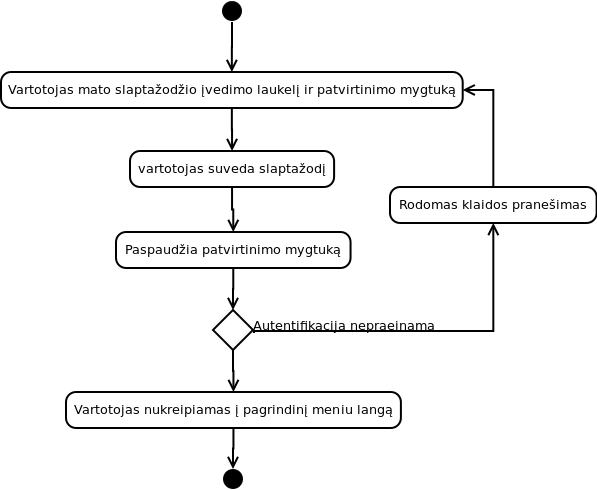 Vartotojas mato slaptažodžio įvedimo laukelį ir patvirtinimo mygtuką
vartotojas suveda slaptažodį
Rodomas klaidos pranešimas
Paspaudžia patvirtinimo mygtuką
Autentifikacija nepraeinama
Vartotojas nukreipiamas į pagrindinį meniu langą